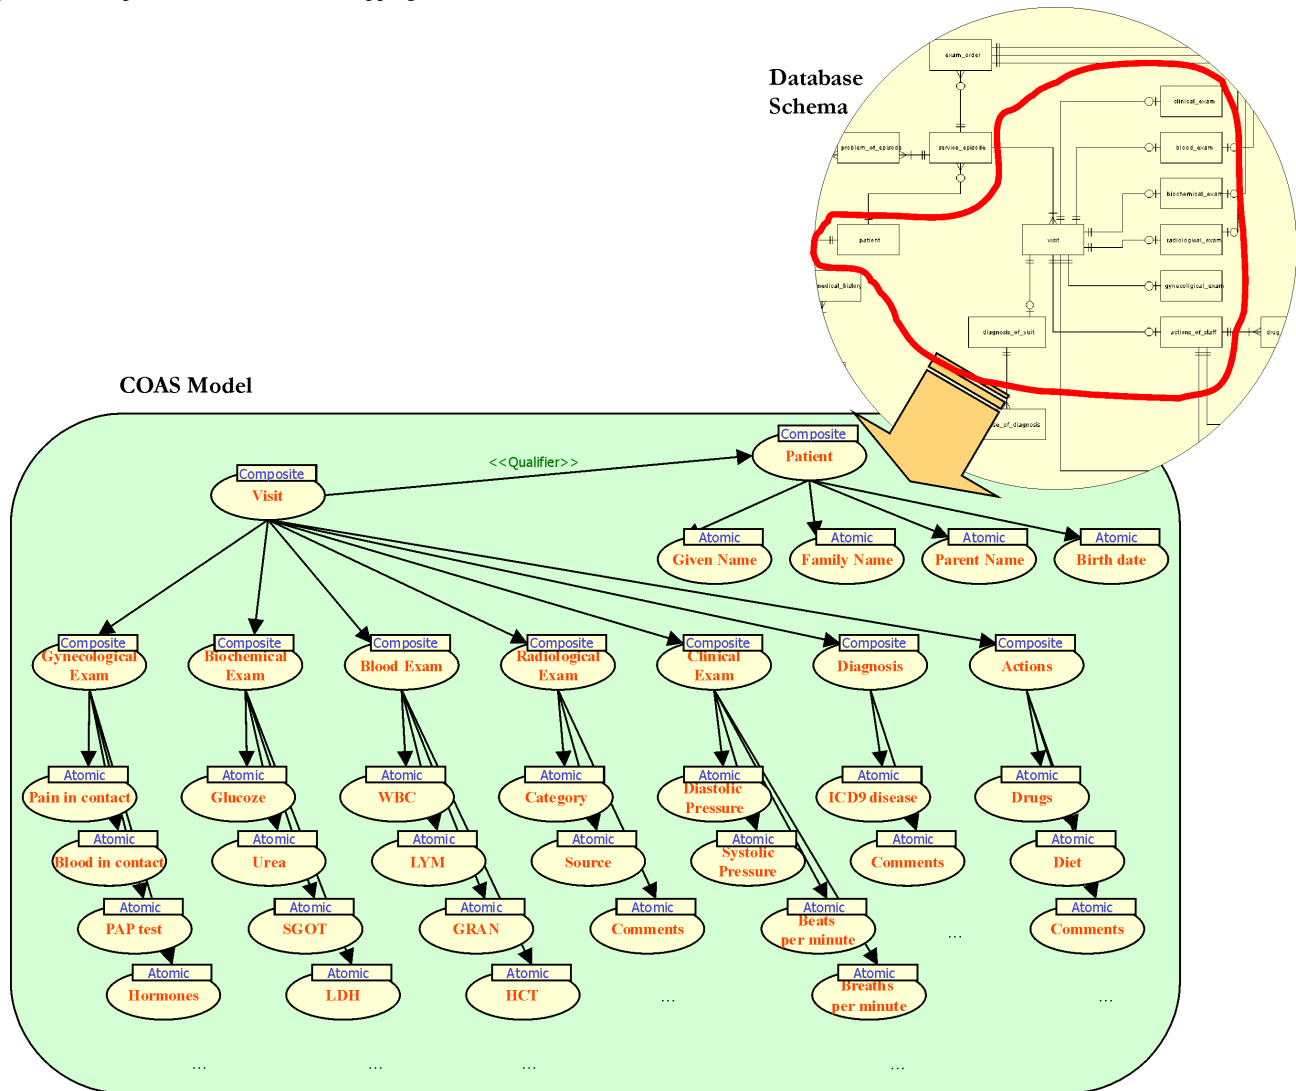 Database
Schema
exam_order
clinical_exam
problem_of_episode
service_episode
blood_exam
biochemical_exam
patient
visit
radiological_exam
medical_history
gynecoligical_exam
diagnosis_of_visit
actions_of_staff
drug
se_of_diagnosis
COAS Model
Composite
Patient
<<Qualifier>>
Composite
Visit
Atomic
Given Name
Atomic
Family Name
Atomic
Parent Name
Atomic
Birth date
Composite
Gynecological
Exam
Composite
Biochemical
Exam
Composite
Blood Exam
Composite
Radiological
Exam
Composite
Clinical
Exam
Composite
Diagnosis
Composite
Actions
Atomic
Pain in contact
Atomic
Glucoze
Atomic
WBC
Atomic
Category
Atomic
Diastolic
Pressure
Atomic
ICD9 disease
Atomic
Drugs
Atomic
Blood in contact
Atomic
Urea
Atomic
LYM
Atomic
Source
Atomic
Systolic
Pressure
Atomic
Comments
Atomic
Diet
Atomic
PAP test
Atomic
SGOT
Atomic
GRAN
Atomic
Comments
Atomic
Beats
per minute
...
Atomic
Comments
Atomic
Hormones
Atomic
LDH
Atomic
HCT
...
Atomic
Breaths
per minute
...
...
...
...
...